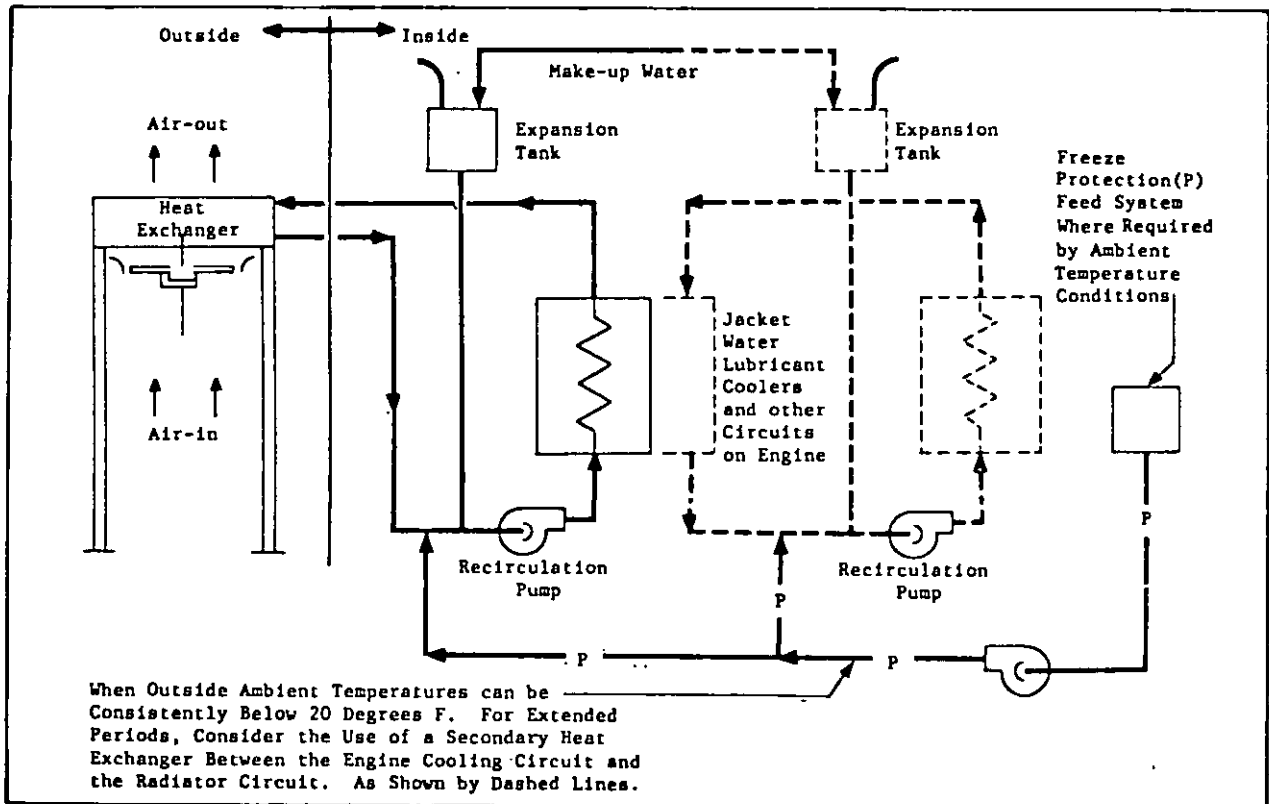 Outside
Inside
Make-up Water
Air-out
Expansion
Tank
Expansion
Tank
Freeze
Protection(P)
Feed System
Where Required
by Ambient
Temperature
Conditions
Heat
Exchanger
Jacket
Water
Lubricant
Coolers
and other
Circuits
on Engine
Air-in
P
Recirculation
Pump
Recirculation
Pump
P
P
P
When Outside Ambient Temperatures can be
Consistently Below 20 Degrees F. For Extended
Periods, Consider the Use of a Secondary Heat
Exchanger Between the Engine Cooling Circuit and
the Radiator Circuit. As Shown by Dashed Lines.